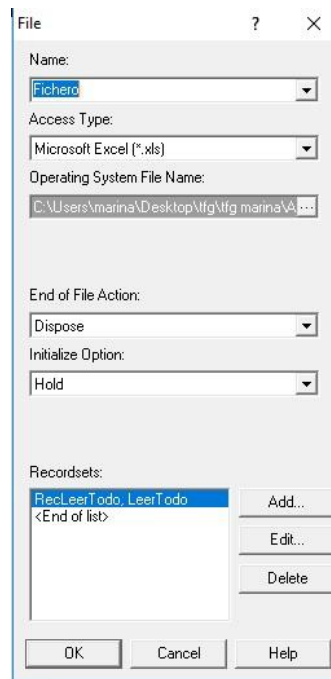 File ? X
Name:
Fichero
Access Type:
Microsoft Excel (*.xls)
Operating System File Name:
C:\Users\marina\Desktop\tfg\tfg marina\A ...
End of File Action:
Dispose
Initialize Option:
Hold
Recordsets:
RecLeerTodo, LeerTodo
<End of list>
Add...
Edit...
Delete
OK Cancel Help